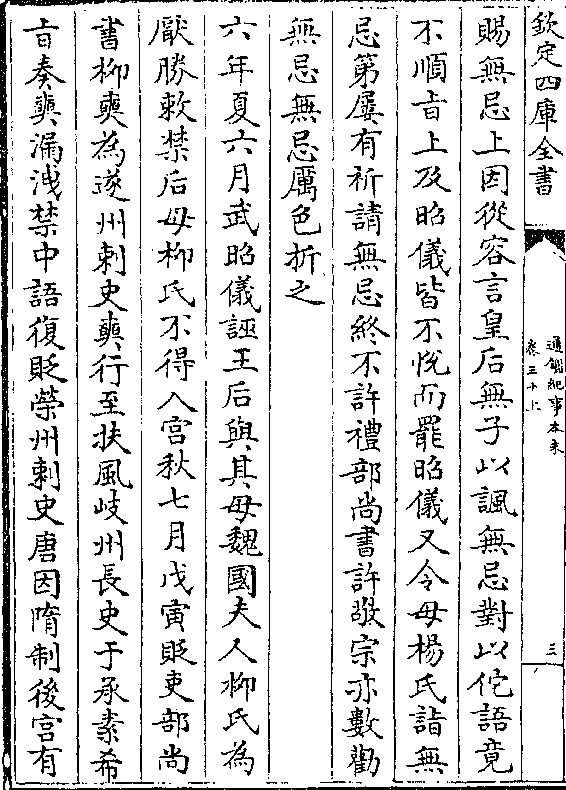 欽定四庫全書
通鑑紀事本末
卷三十上
三
賜無忌上因從容言皇后無子以諷無忌對以佗語竟
不順㫖上及昭儀皆不悦而罷昭儀又令母楊氏詣無
忌第屢有祈請無忌終不許禮部尚書許敬宗亦數勸
無忌無忌厲色折之
六年夏六月武昭儀誣王后與其母魏國夫人柳氏為
厭勝敕禁后母柳氏不得入宫秋七月戊寅貶吏部尚
書柳奭為遂州刺史奭行至扶風岐州長史于承素希
㫖奏奭漏洩禁中語復貶榮州刺史唐因隋制後宫有